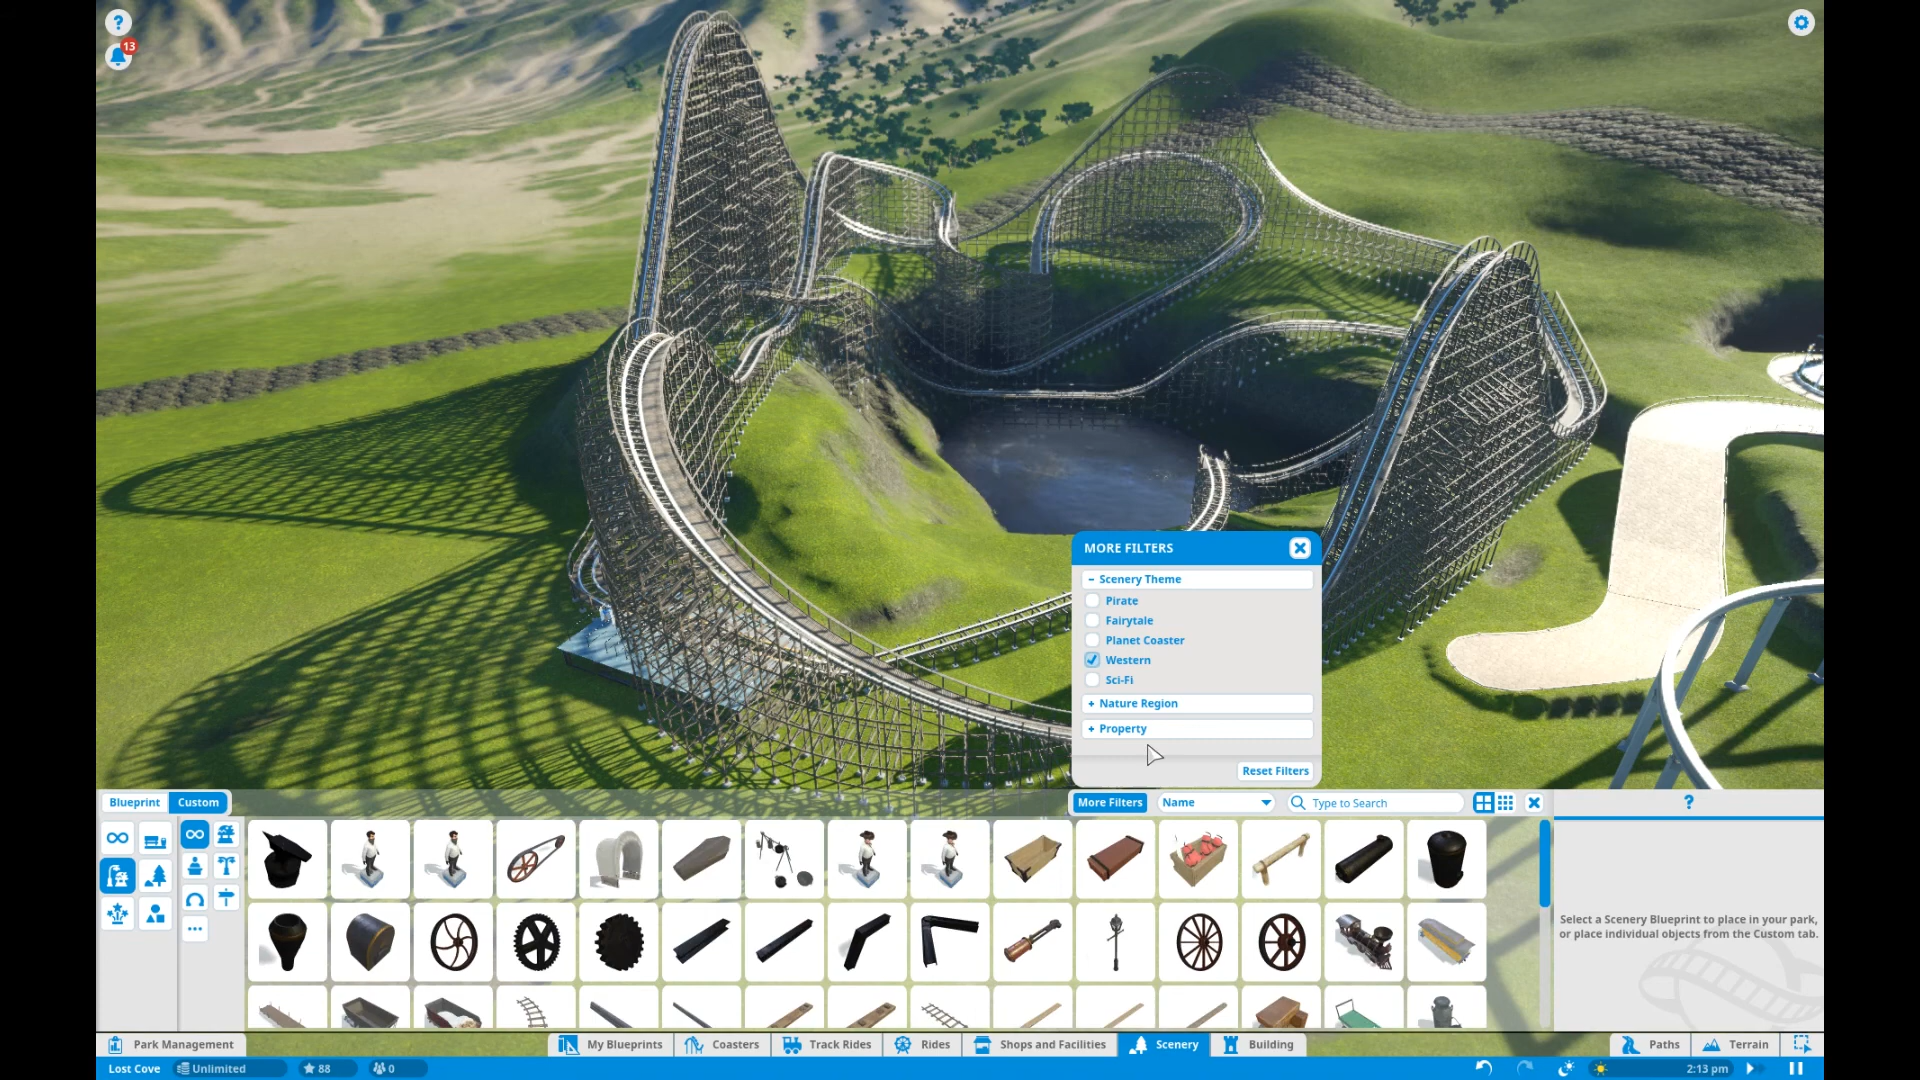 ?
13
MORE FILTERS
− Scenery Theme
Pirate
Fairytale
Planet Coaster
Western
Sci-Fi
+ Nature Region
+ Property
Reset Filters
Blueprint Custom
More Filters Name Type to Search
?
Select a Scenery Blueprint to place in your park,
or place individual objects from the Custom tab.
Park Management My Blueprints Coasters Track Rides Rides Shops and Facilities Scenery Building Paths Terrain
Lost Cove Unlimited 88 0 2:13 pm